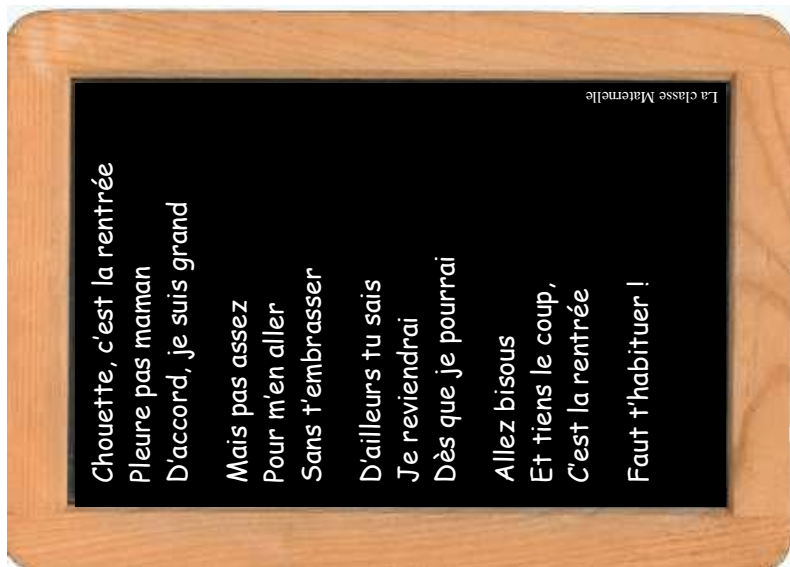 Chouette, c'est la rentrée
Pleure pas maman
D'accord, je suis grand
Mais pas assez
Pour m'en aller
Sans t'embrasser
D'ailleurs tu sais
Je reviendrai
Dès que je pourrai
Allez bisous
Et tiens le coup,
C'est la rentrée
Faut t'habituer !
La classe Maternelle